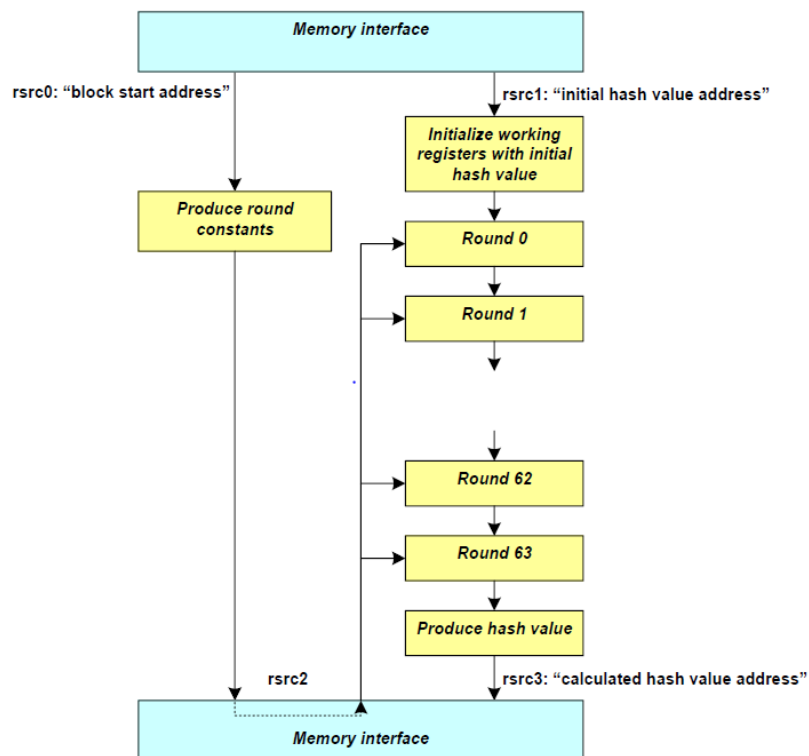 Memory interface
rsrc0: “block start address”
rsrc1: “initial hash value address”
Initialize working
registers with initial
hash value
Produce round
constants
Round 0
Round 1
Round 62
Round 63
Produce hash value
rsrc2
rsrc3: “calculated hash value address”
Memory interface